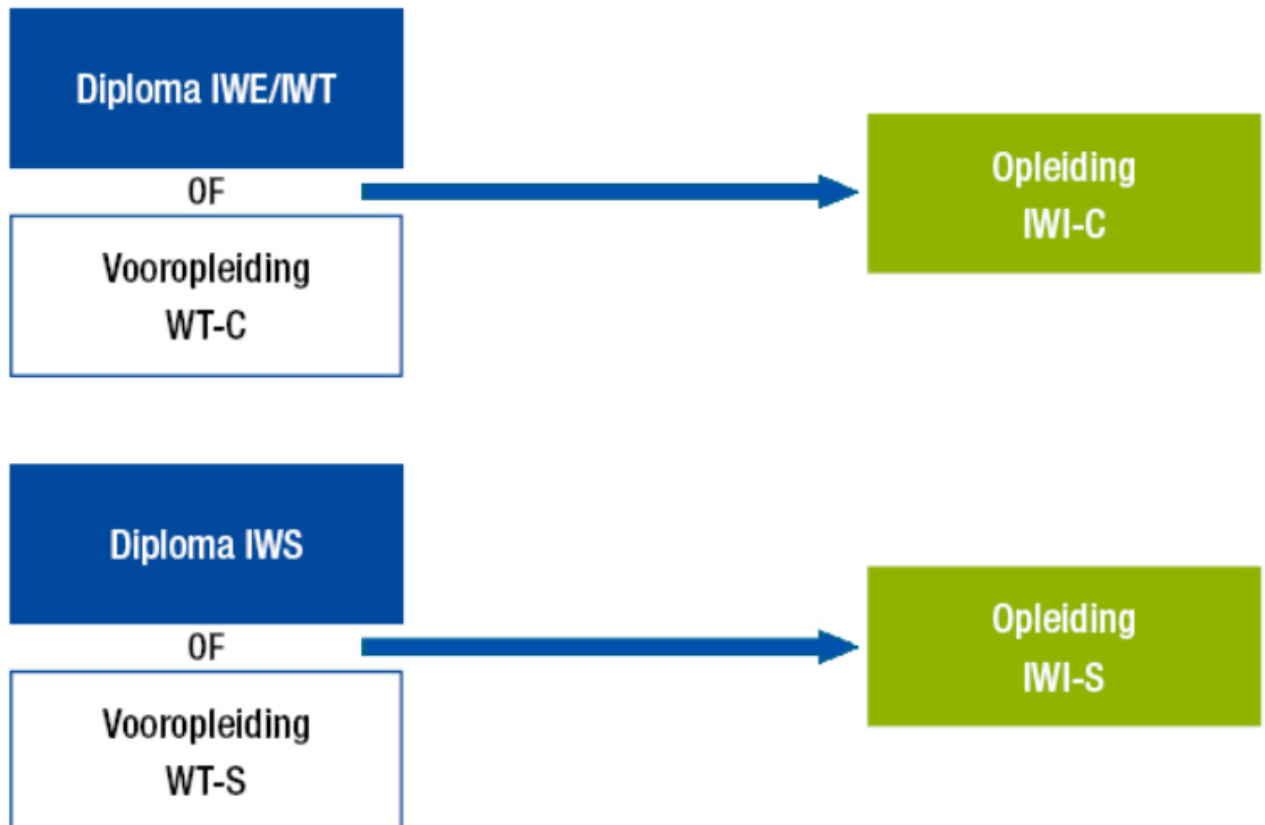 Diploma IWE/IWT
OF
Vooropleiding
WT-C
Opleiding
IWI-C
Diploma IWS
OF
Vooropleiding
WT-S
Opleiding
IWI-S